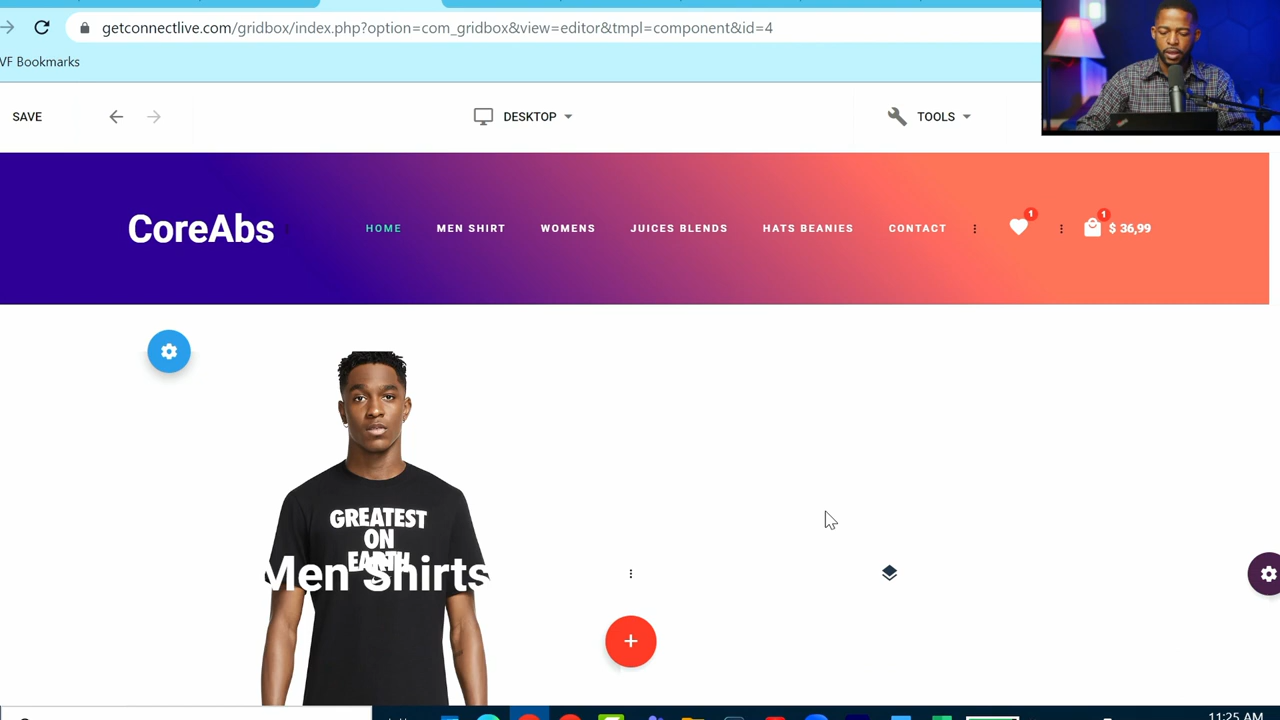 getconnectlive.com/gridbox/index.php?option=com_gridbox&view=editor&tmpl=component&id=4
VF Bookmarks
SAVE
DESKTOP
TOOLS
CoreAbs
HOME
MEN SHIRT
WOMENS
JUICES BLENDS
HATS BEANIES
CONTACT
1
1
$ 36,99
GREATEST
ON
EARTH
Men Shirts
11:25 AM